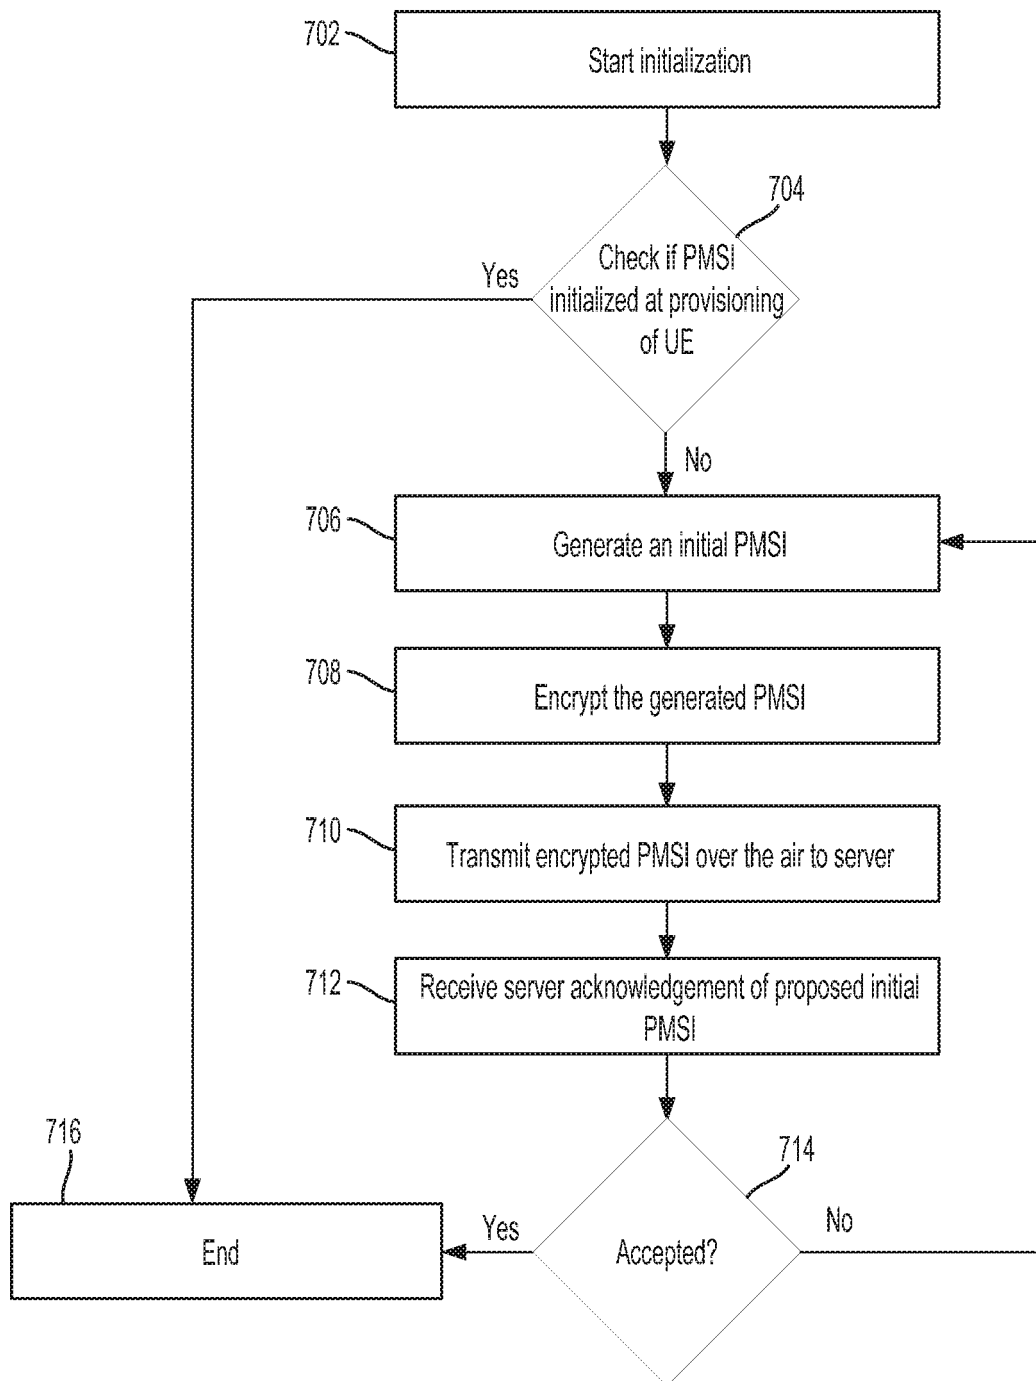 702
Start initialization
704
Check if PMSI
initialized at provisioning
of UE
Yes
No
706
Generate an initial PMSI
708
Encrypt the generated PMSI
710
Transmit encrypted PMSI over the air to server
712
Receive server acknowledgement of proposed initial
PMSI
714
Accepted?
Yes
No
716
End